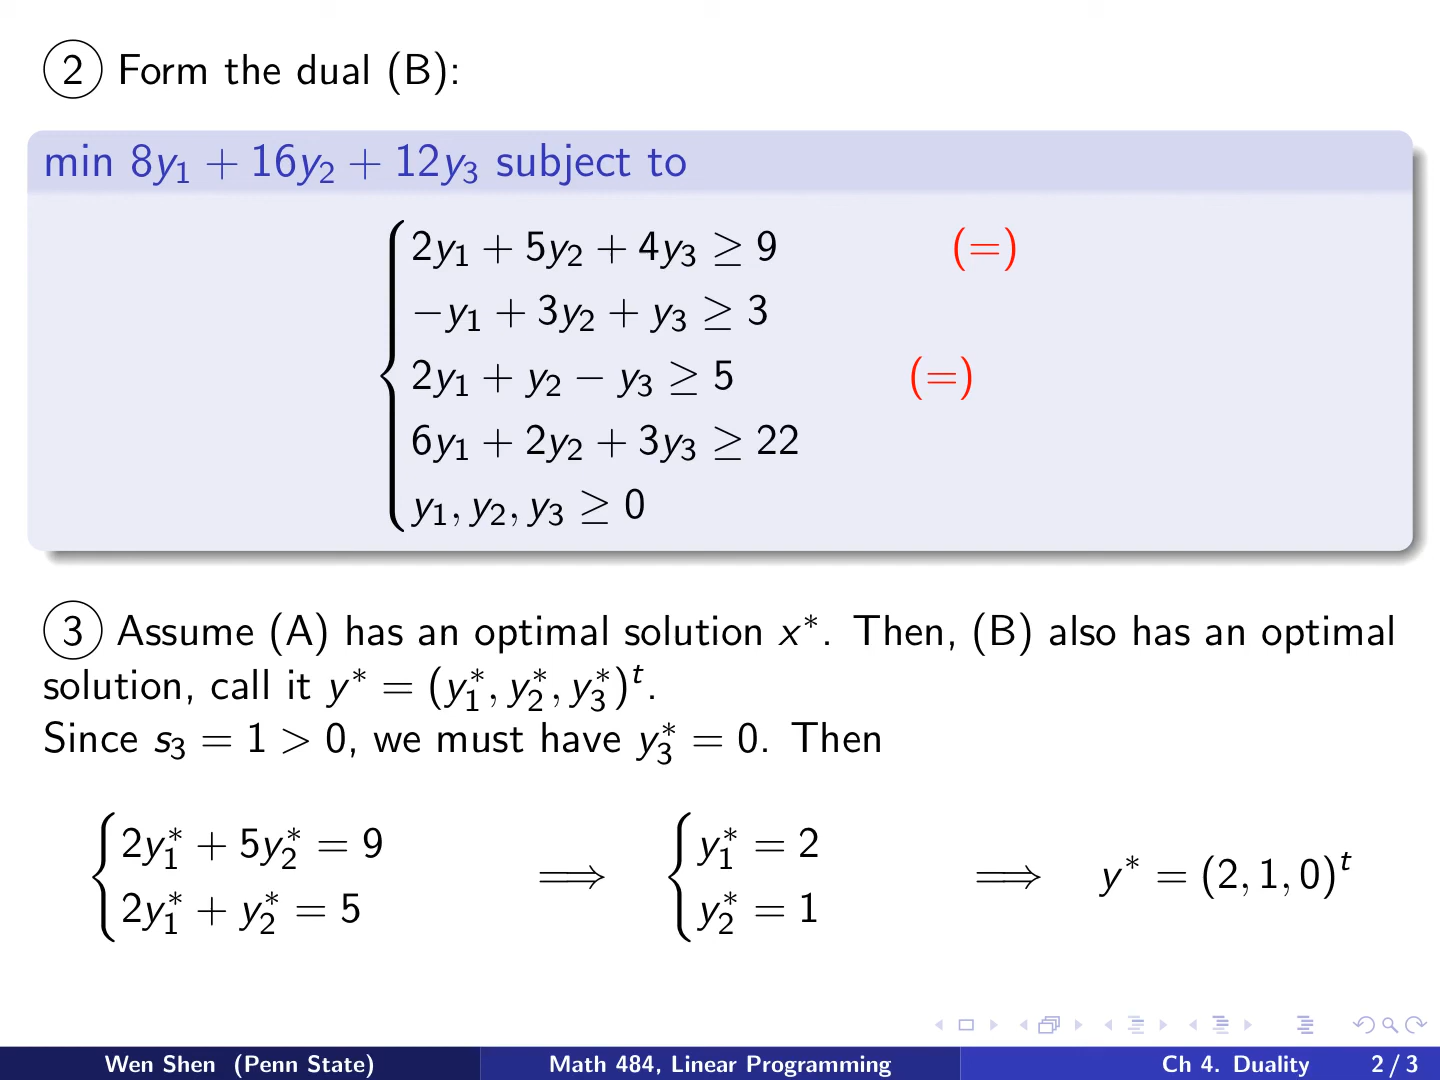 ② Form the dual (B):
min 8y₁ + 16y₂ + 12y₃ subject to
2y₁ + 5y₂ + 4y₃ ≥ 9 (=)
−y₁ + 3y₂ + y₃ ≥ 3
2y₁ + y₂ − y₃ ≥ 5 (=)
6y₁ + 2y₂ + 3y₃ ≥ 22
y₁, y₂, y₃ ≥ 0
③ Assume (A) has an optimal solution x*. Then, (B) also has an optimal
solution, call it y* = (y₁*, y₂*, y₃*)ᵗ.
Since s₃ = 1 > 0, we must have y₃* = 0. Then
2y₁* + 5y₂* = 9
2y₁* + y₂* = 5
⟹
y₁* = 2
y₂* = 1
⟹ y* = (2, 1, 0)ᵗ
Wen Shen (Penn State) Math 484, Linear Programming Ch 4. Duality 2 / 3